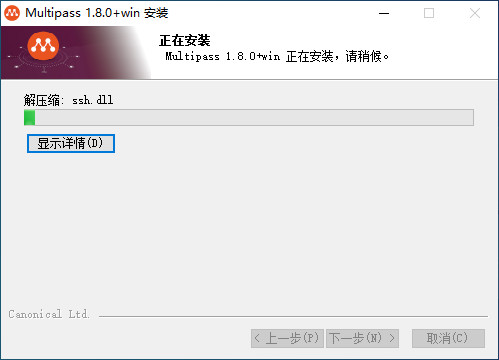 Multipass 1.8.0+win 安装
正在安装
Multipass 1.8.0+win 正在安装，请稍候。
解压缩: ssh.dll
显示详情(D)
Canonical Ltd.
< 上一步(P) 下一步(N) > 取消(C)